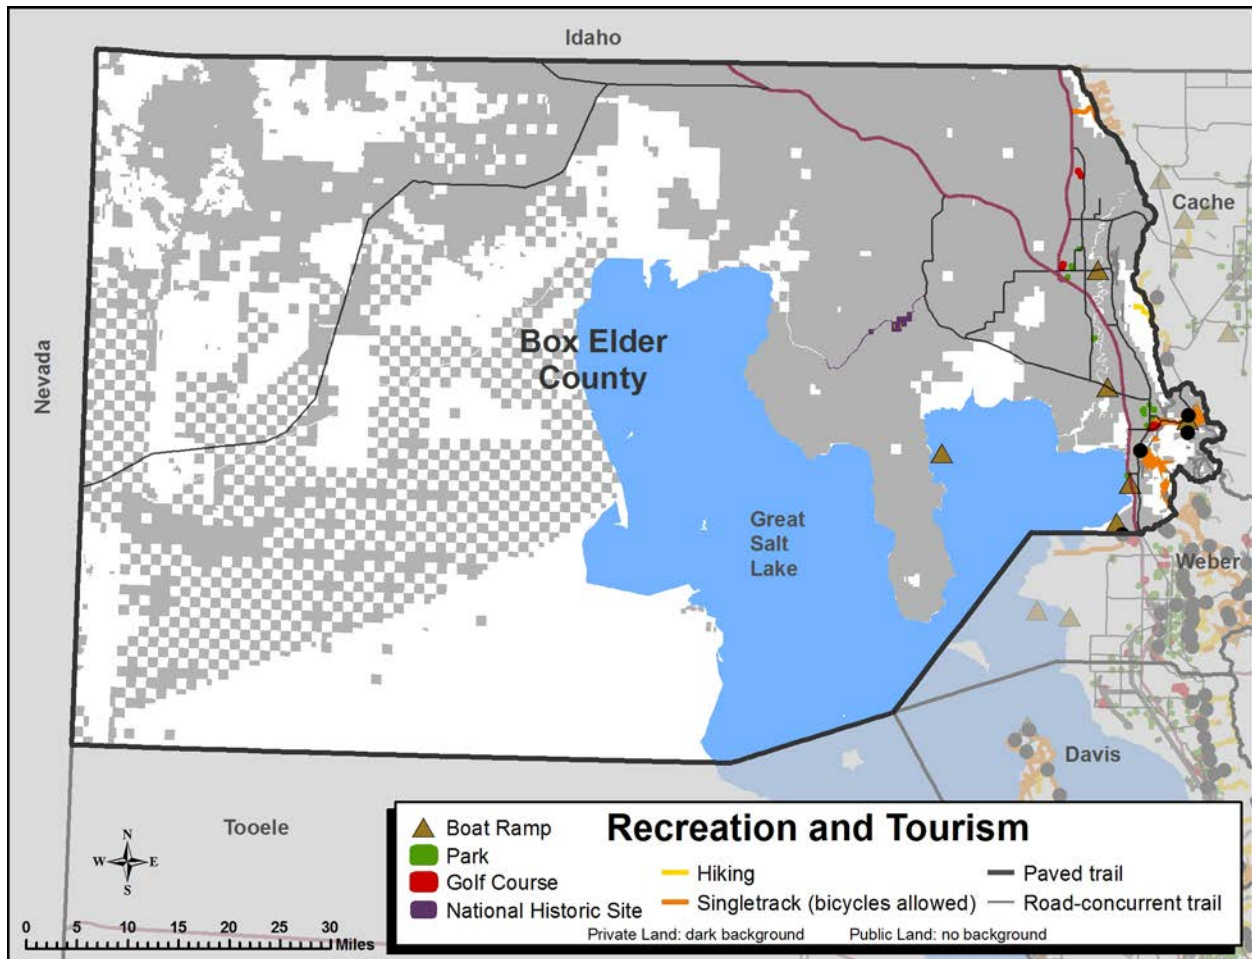 Idaho
Cache
Nevada
Box Elder
County
Great
Salt
Lake
Weber
Davis
Tooele
N
W E
S
0 5 10 15 20 25 30
Miles
Recreation and Tourism
Boat Ramp
Park
Golf Course
National Historic Site
Hiking
Singletrack (bicycles allowed)
Paved trail
Road-concurrent trail
Private Land: dark background Public Land: no background